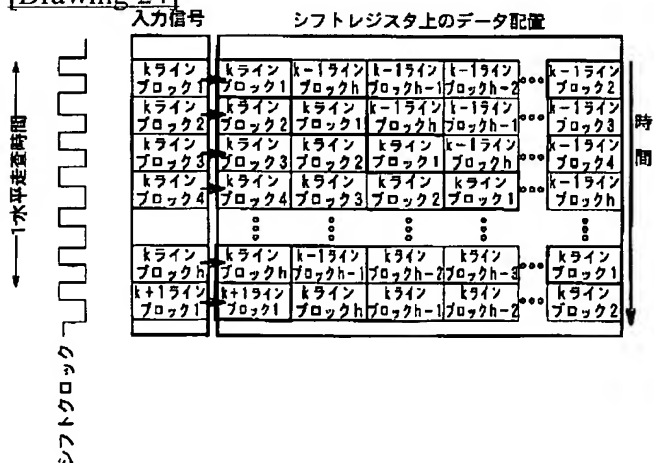 [Drawing 24]
入力信号 シフトレジスタ上のデータ配置
kライン kライン k-1ライン k-1ライン k-1ライン k-1ライン
ブロック1 ブロック1 ブロックh ブロックh-1 ブロックh-2 ブロック2
kライン kライン kライン k-1ライン k-1ライン k-1ライン
ブロック2 ブロック2 ブロック1 ブロックh ブロックh-1 ブロック3
kライン kライン kライン kライン k-1ライン k-1ライン
ブロック3 ブロック3 ブロック2 ブロック1 ブロックh ブロック4
kライン kライン kライン kライン kライン k-1ライン
ブロック4 ブロック4 ブロック3 ブロック2 ブロック1 ブロックh
kライン kライン k-1ライン kライン kライン kライン
ブロックh ブロックh ブロックh-1 ブロックh-2 ブロックh-3 ブロック1
k+1ライン k+1ライン kライン kライン kライン kライン
ブロック1 ブロック1 ブロックh ブロックh-1 ブロックh-2 ブロック2
1水平走査時間
シフトクロック
時間